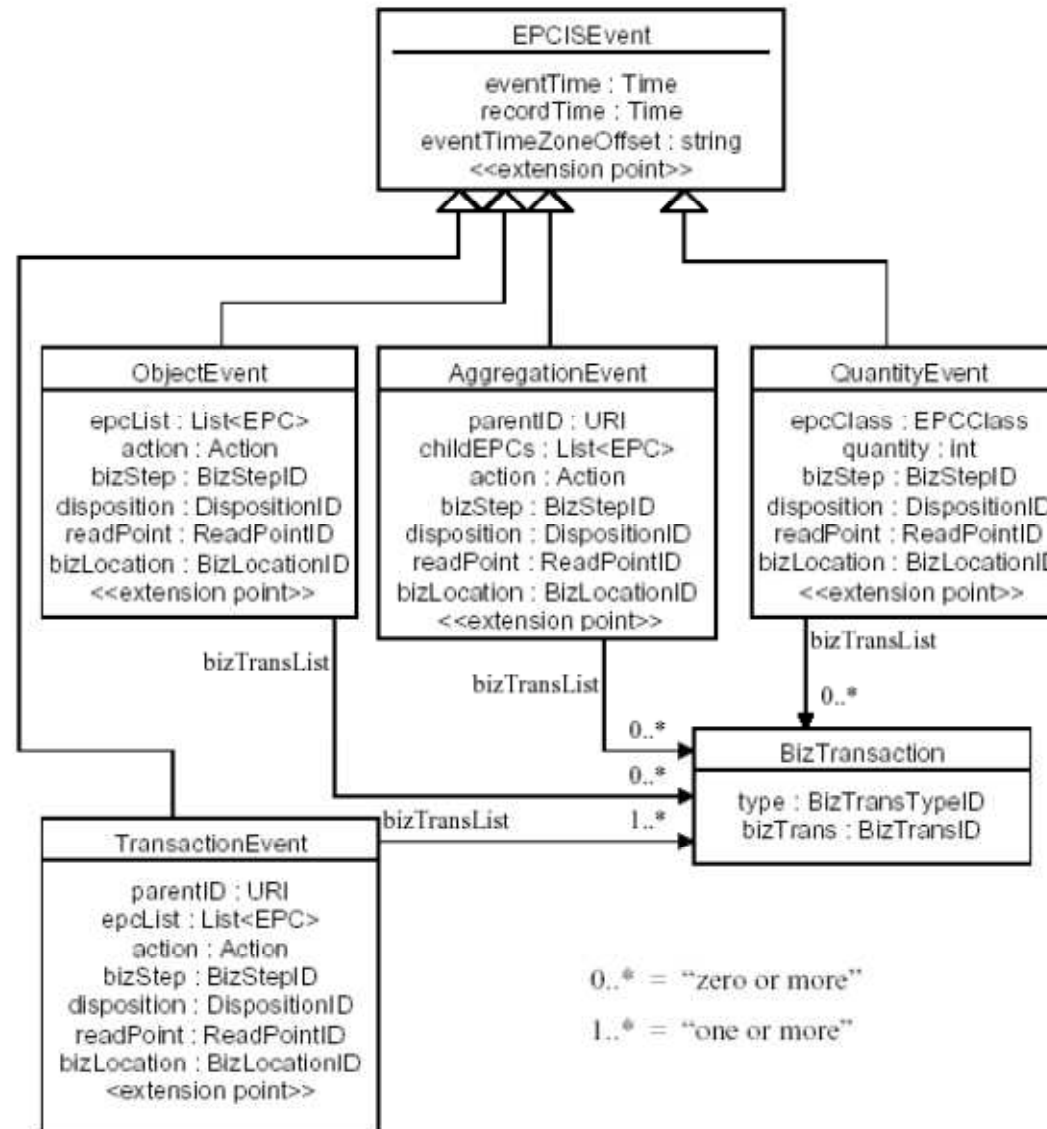 EPCISEvent
eventTime : Time
recordTime : Time
eventTimeZoneOffset : string
<<extension point>>
ObjectEvent
epcList : List<EPC>
action : Action
bizStep : BizStepID
disposition : DispositionID
readPoint : ReadPointID
bizLocation : BizLocationID
<<extension point>>
AggregationEvent
parentID : URI
childEPCs : List<EPC>
action : Action
bizStep : BizStepID
disposition : DispositionID
readPoint : ReadPointID
bizLocation : BizLocationID
<<extension point>>
QuantityEvent
epcClass : EPCClass
quantity : int
bizStep : BizStepID
disposition : DispositionID
readPoint : ReadPointID
bizLocation : BizLocationID
<<extension point>>
bizTransList
bizTransList
bizTransList
0..*
0..*
0..*
bizTransList
1..*
BizTransaction
type : BizTransTypeID
bizTrans : BizTransID
TransactionEvent
parentID : URI
epcList : List<EPC>
action : Action
bizStep : BizStepID
disposition : DispositionID
readPoint : ReadPointID
bizLocation : BizLocationID
<extension point>>
0..* = “zero or more”
1..* = “one or more”